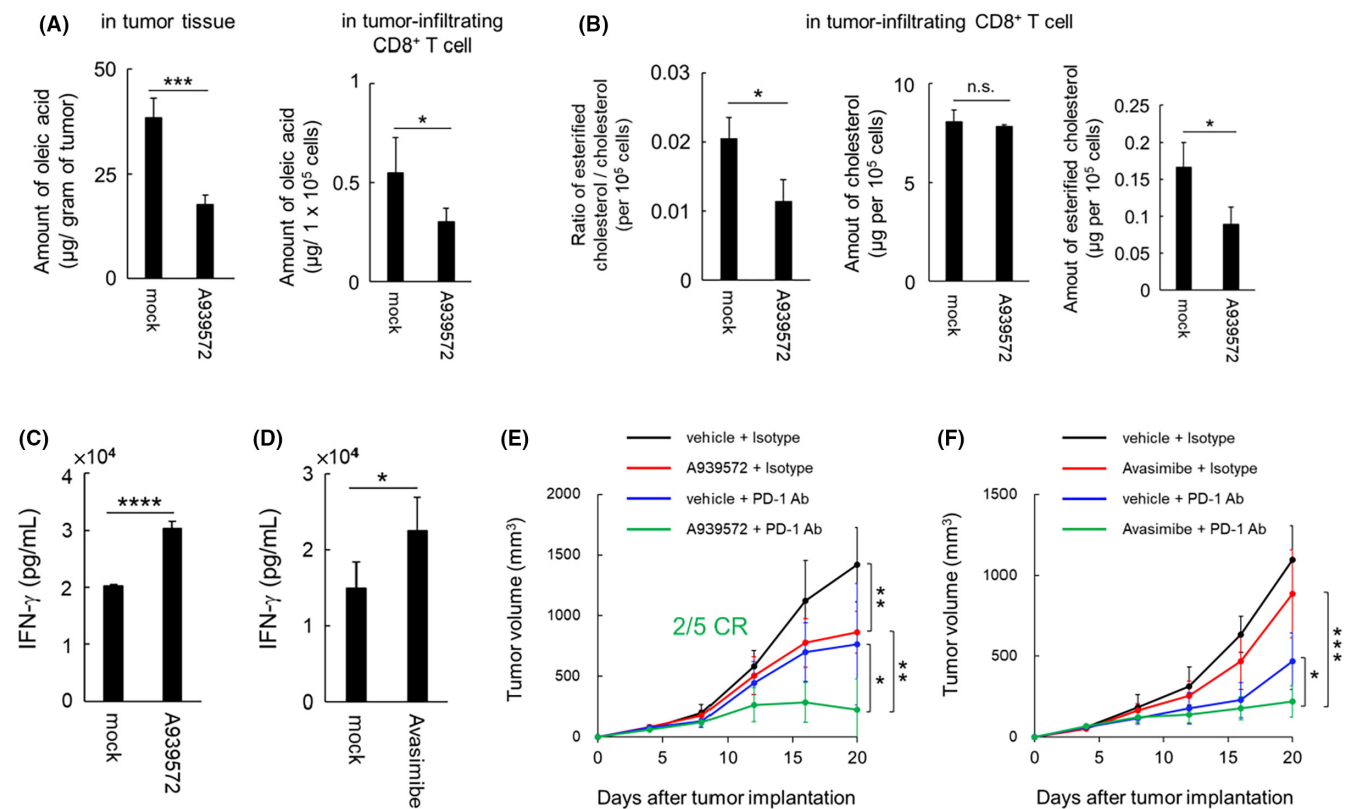 (A)
in tumor tissue
Amount of oleic acid
(µg/ gram of tumor)
50
25
0
***
mock
A939572
in tumor-infiltrating
CD8⁺ T cell
Amount of oleic acid
(µg/ 1 x 10⁵ cells)
1
0.5
0
*
mock
A939572
(B)
in tumor-infiltrating CD8⁺ T cell
Ratio of esterified
cholesterol / cholesterol
(per 10⁵ cells)
0.03
0.02
0.01
0
*
mock
A939572
Amout of cholesterol
(µg per 10⁵ cells)
10
5
0
n.s.
mock
A939572
Amout of esterified cholesterol
(µg per 10⁵ cells)
0.25
0.2
0.15
0.1
0.05
0
*
mock
A939572
(C)
×10⁴
IFN-γ (pg/mL)
4
3
2
1
0
****
mock
A939572
(D)
×10⁴
IFN-γ (pg/mL)
3
2
1
0
*
mock
Avasimibe
(E)
vehicle + Isotype
A939572 + Isotype
vehicle + PD-1 Ab
A939572 + PD-1 Ab
Tumor volume (mm³)
2000
1500
1000
500
0
2/5 CR
**
*
**
0
5
10
15
20
Days after tumor implantation
(F)
vehicle + Isotype
Avasimibe + Isotype
vehicle + PD-1 Ab
Avasimibe + PD-1 Ab
Tumor volume (mm³)
1500
1000
500
0
*
***
0
5
10
15
20
Days after tumor implantation